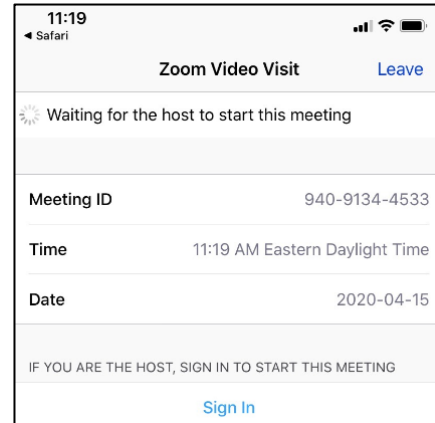 11:19
◀ Safari
Zoom Video Visit Leave
Waiting for the host to start this meeting
Meeting ID 940-9134-4533
Time 11:19 AM Eastern Daylight Time
Date 2020-04-15
IF YOU ARE THE HOST, SIGN IN TO START THIS MEETING
Sign In